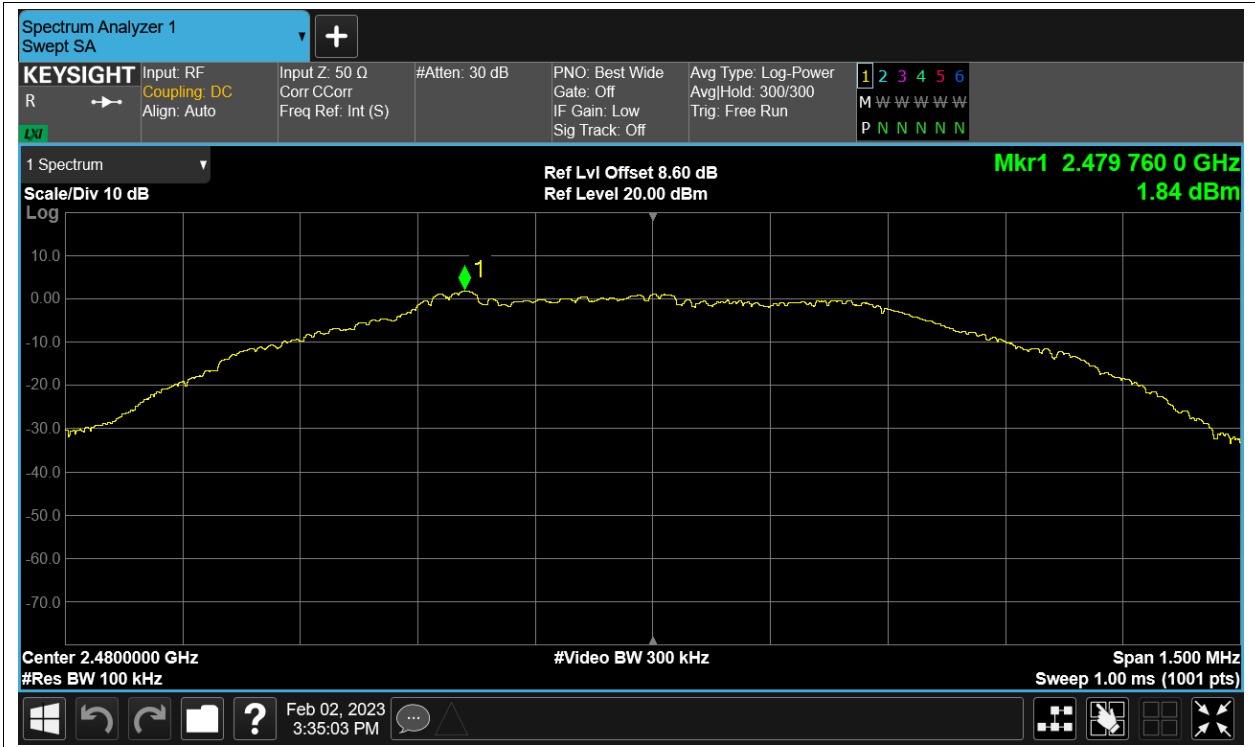 Spectrum Analyzer 1
Swept SA
+
KEYSIGHT
R
LXI
Input: RF
Coupling: DC
Align: Auto
Input Z: 50 Ω
Corr CCorr
Freq Ref: Int (S)
#Atten: 30 dB
PNO: Best Wide
Gate: Off
IF Gain: Low
Sig Track: Off
Avg Type: Log-Power
Avg|Hold: 300/300
Trig: Free Run
1 2 3 4 5 6
M W W W W W
P N N N N N
1 Spectrum
Scale/Div 10 dB
Log
Ref Lvl Offset 8.60 dB
Ref Level 20.00 dBm
Mkr1 2.479 760 0 GHz
1.84 dBm
1
10.0
0.00
-10.0
-20.0
-30.0
-40.0
-50.0
-60.0
-70.0
Center 2.4800000 GHz
#Res BW 100 kHz
#Video BW 300 kHz
Span 1.500 MHz
Sweep 1.00 ms (1001 pts)
?
Feb 02, 2023
3:35:03 PM